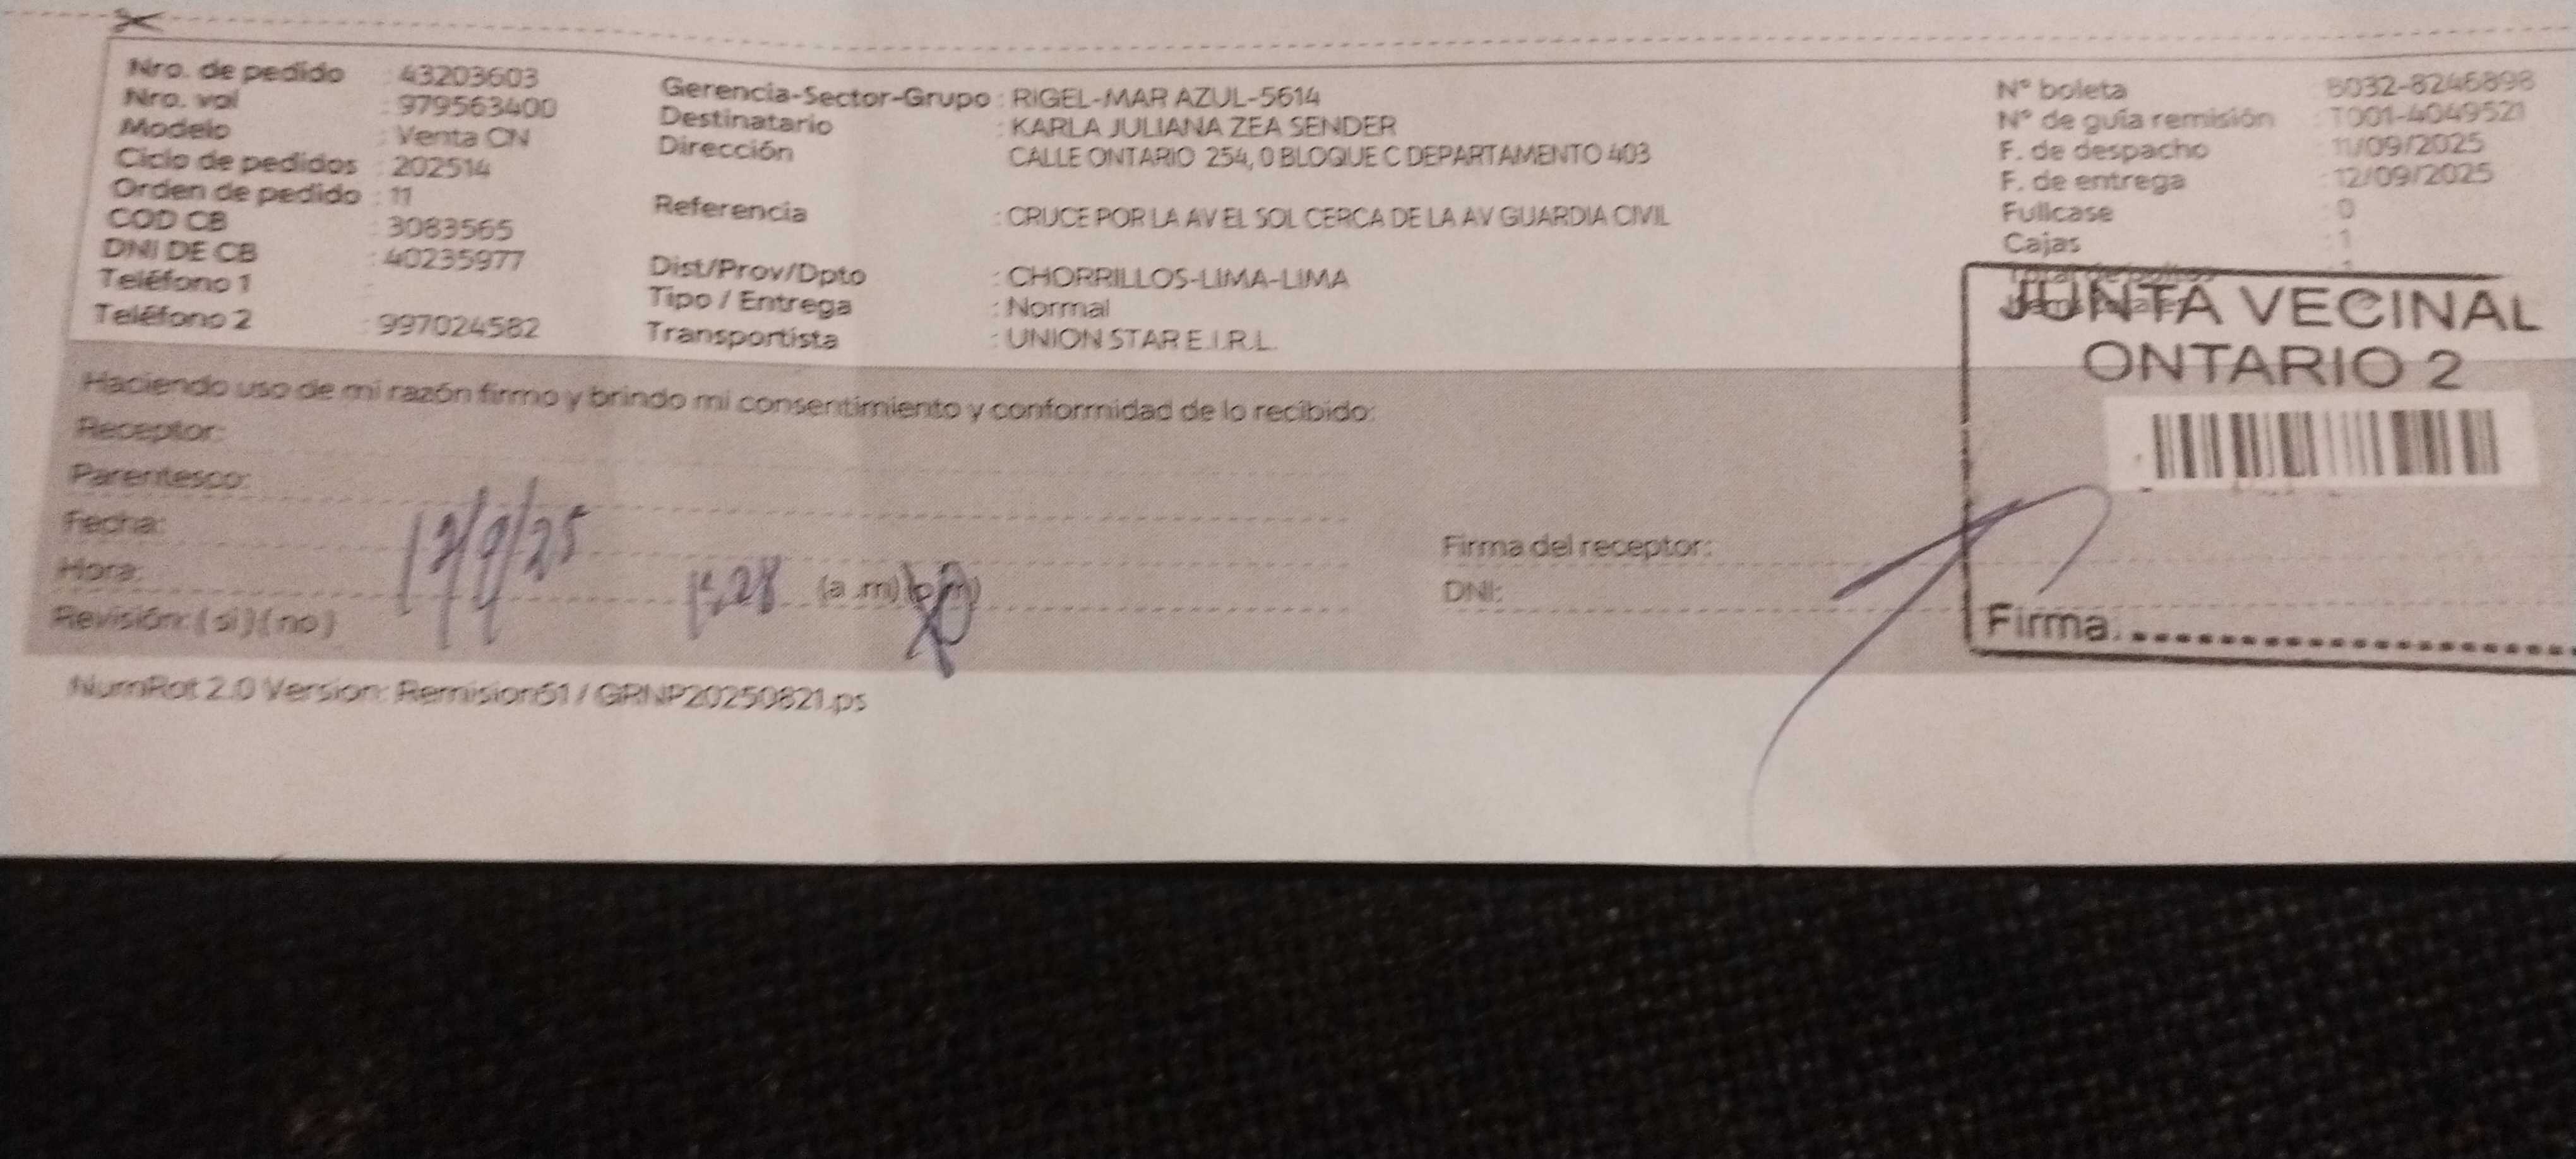 Nro. de pedido : 43203603
Nro. val : 979563400
Modelo : Venta CN
Ciclo de pedidos : 202514
Orden de pedido : 11
COD CB : 3083565
DNI DE CB : 40235977
Teléfono 1 :
Teléfono 2 : 997024582
Gerencia-Sector-Grupo : RIGEL-MAR AZUL-5614
Destinatario : KARLA JULIANA ZEA SENDER
Dirección CALLE ONTARIO 254, 0 BLOQUE C DEPARTAMENTO 403
Referencia : CRUCE POR LA AV EL SOL CERCA DE LA AV GUARDIA CIVIL
Dist/Prov/Dpto : CHORRILLOS-LIMA-LIMA
Tipo / Entrega : Normal
Transportista : UNION STAR E.I.R.L.
N° boleta : B032-8246898
N° de guía remisión : T001-4049521
F. de despacho : 11/09/2025
F. de entrega : 12/09/2025
Fullcase : 0
Cajas : 1
JUNTA VECINAL
ONTARIO 2
Firma:
Haciendo uso de mi razón firmo y brindo mi consentimiento y conformidad de lo recibido:
Receptor:
Parentesco:
Fecha: 12/9/25
Hora: (a .m) (p.m)
Revisión: ( si ) ( no )
Firma del receptor:
DNI:
NumRot 2.0 Version: Remision61 / GRNP20250821.ps